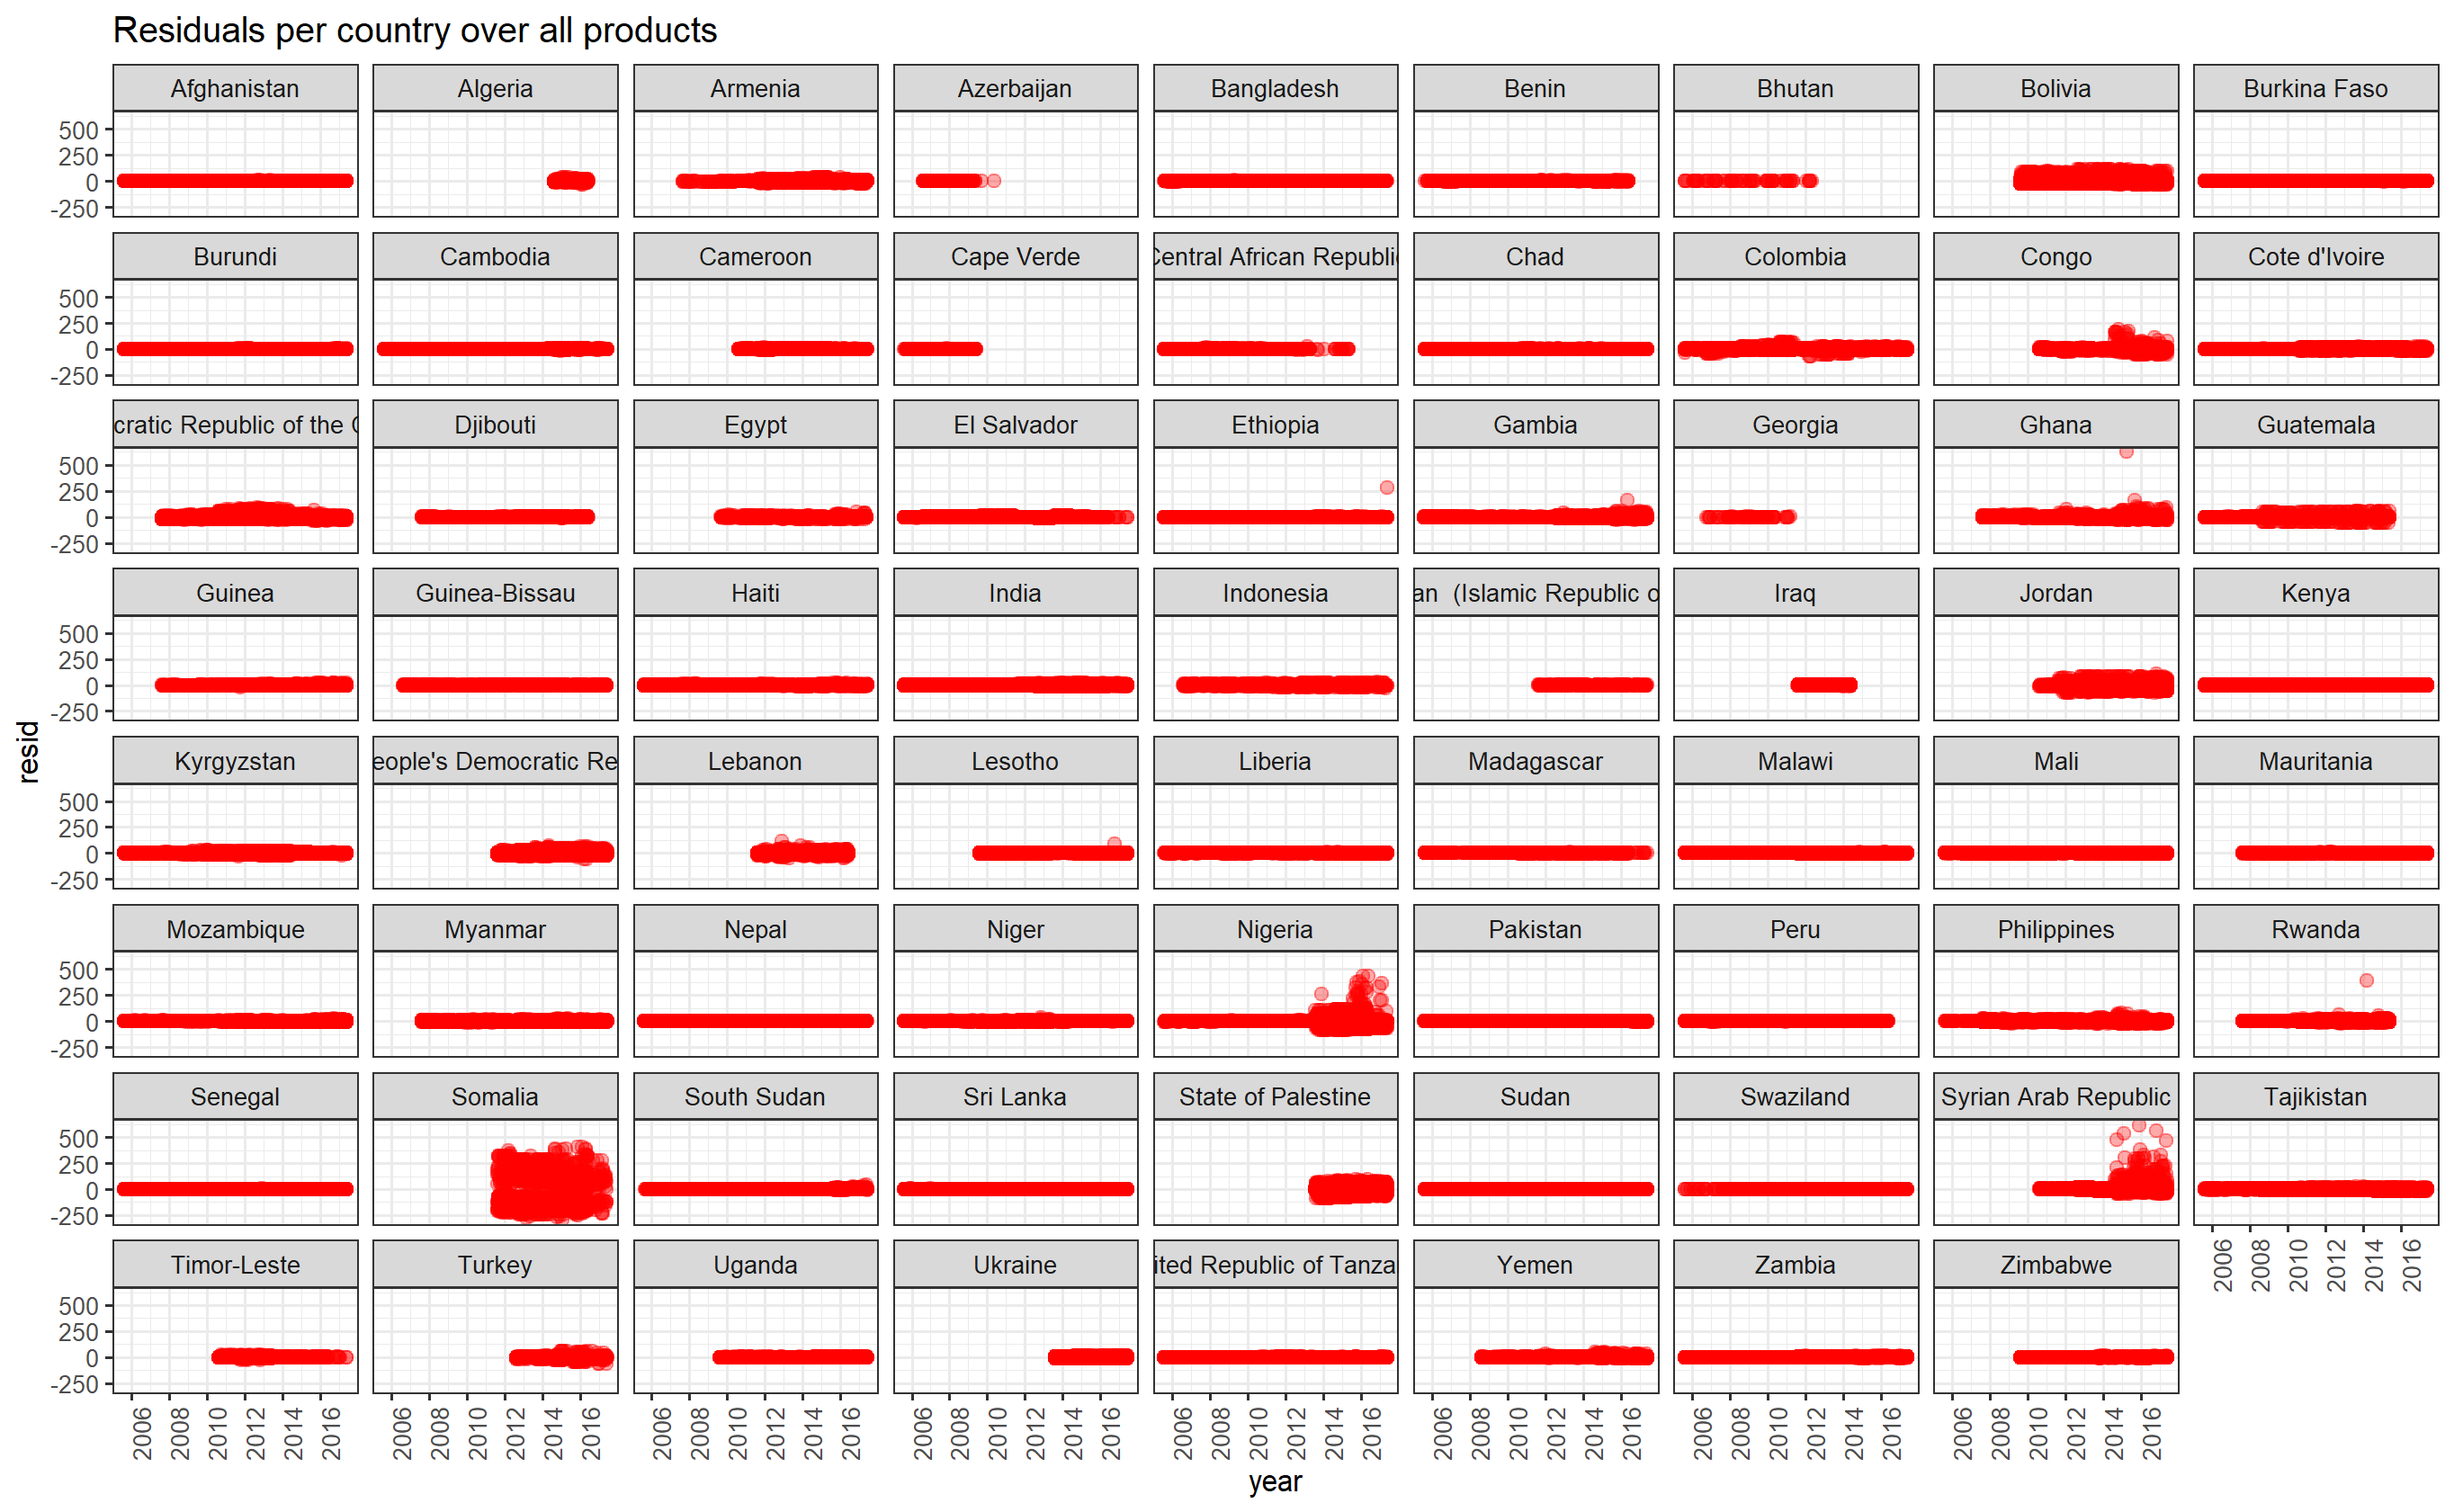 Residuals per country over all products
Afghanistan Algeria Armenia Azerbaijan Bangladesh Benin Bhutan Bolivia Burkina Faso
500
250
0
-250
Burundi Cambodia Cameroon Cape Verde Central African Republic Chad Colombia Congo Cote d'Ivoire
500
250
0
-250
cratic Republic of the C Djibouti Egypt El Salvador Ethiopia Gambia Georgia Ghana Guatemala
500
250
0
-250
Guinea Guinea-Bissau Haiti India Indonesia an (Islamic Republic o Iraq Jordan Kenya
500
250
0
-250
Kyrgyzstan eople's Democratic Re Lebanon Lesotho Liberia Madagascar Malawi Mali Mauritania
500
250
0
-250
Mozambique Myanmar Nepal Niger Nigeria Pakistan Peru Philippines Rwanda
500
250
0
-250
Senegal Somalia South Sudan Sri Lanka State of Palestine Sudan Swaziland Syrian Arab Republic Tajikistan
500
250
0
-250
2006 2008 2010 2012 2014 2016
Timor-Leste Turkey Uganda Ukraine ited Republic of Tanza Yemen Zambia Zimbabwe
500
250
0
-250
2006 2008 2010 2012 2014 2016 2006 2008 2010 2012 2014 2016 2006 2008 2010 2012 2014 2016 2006 2008 2010 2012 2014 2016 2006 2008 2010 2012 2014 2016 2006 2008 2010 2012 2014 2016 2006 2008 2010 2012 2014 2016 2006 2008 2010 2012 2014 2016
year
resid